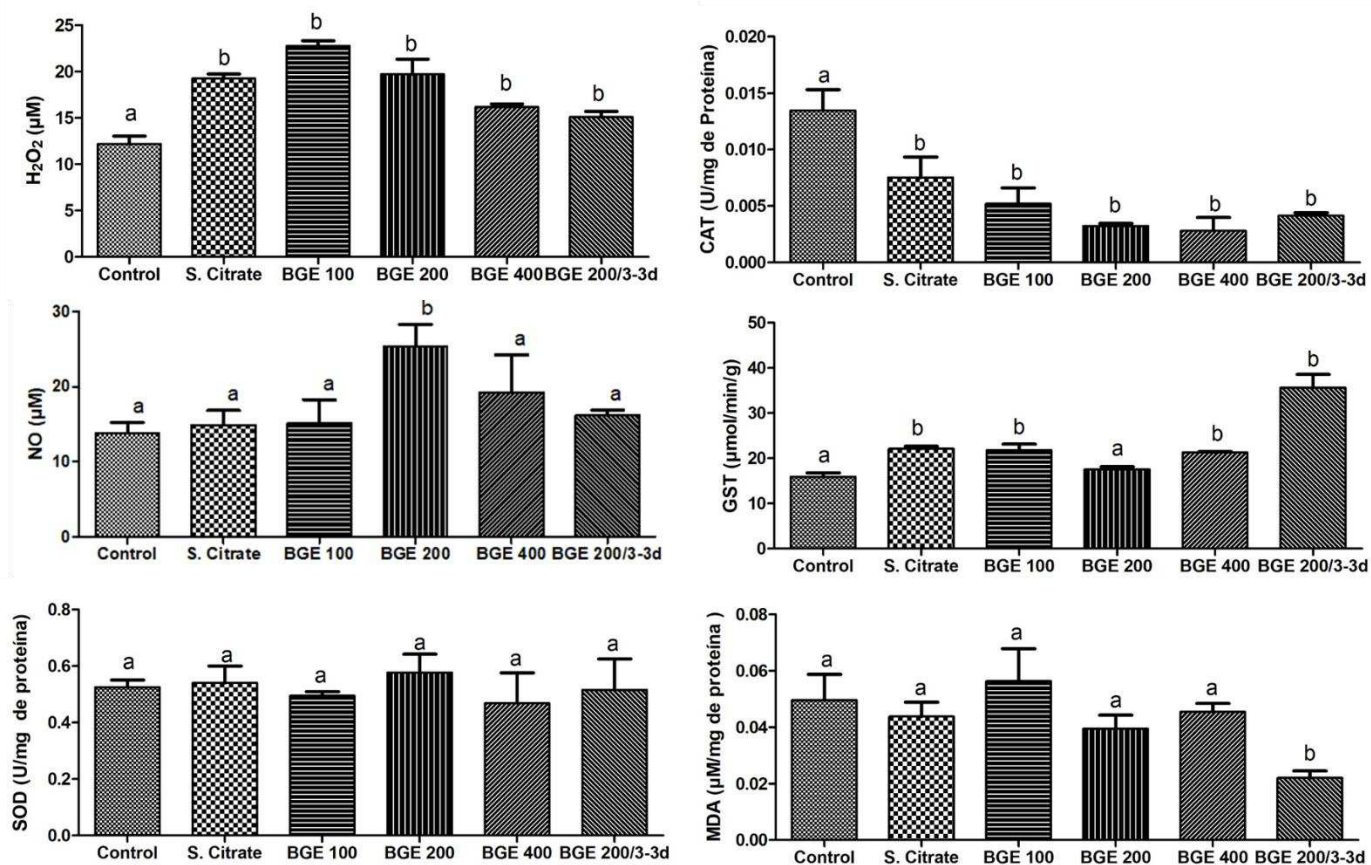 H₂O₂ (µM)
25
20
15
10
5
0
a
b
b
b
b
b
Control
S. Citrate
BGE 100
BGE 200
BGE 400
BGE 200/3-3d
CAT (U/mg de Proteína)
0.020
0.015
0.010
0.005
0.000
a
b
b
b
b
b
Control
S. Citrate
BGE 100
BGE 200
BGE 400
BGE 200/3-3d
NO (µM)
30
20
10
0
a
a
a
b
a
a
Control
S. Citrate
BGE 100
BGE 200
BGE 400
BGE 200/3-3d
GST (µmol/min/g)
50
40
30
20
10
0
a
b
b
a
b
b
Control
S. Citrate
BGE 100
BGE 200
BGE 400
BGE 200/3-3d
SOD (U/mg de proteína)
0.8
0.6
0.4
0.2
0.0
a
a
a
a
a
a
Control
S. Citrate
BGE 100
BGE 200
BGE 400
BGE 200/3-3d
MDA (µM/mg de proteína )
0.08
0.06
0.04
0.02
0.00
a
a
a
a
a
b
Control
S. Citrate
BGE 100
BGE 200
BGE 400
BGE 200/3-3d